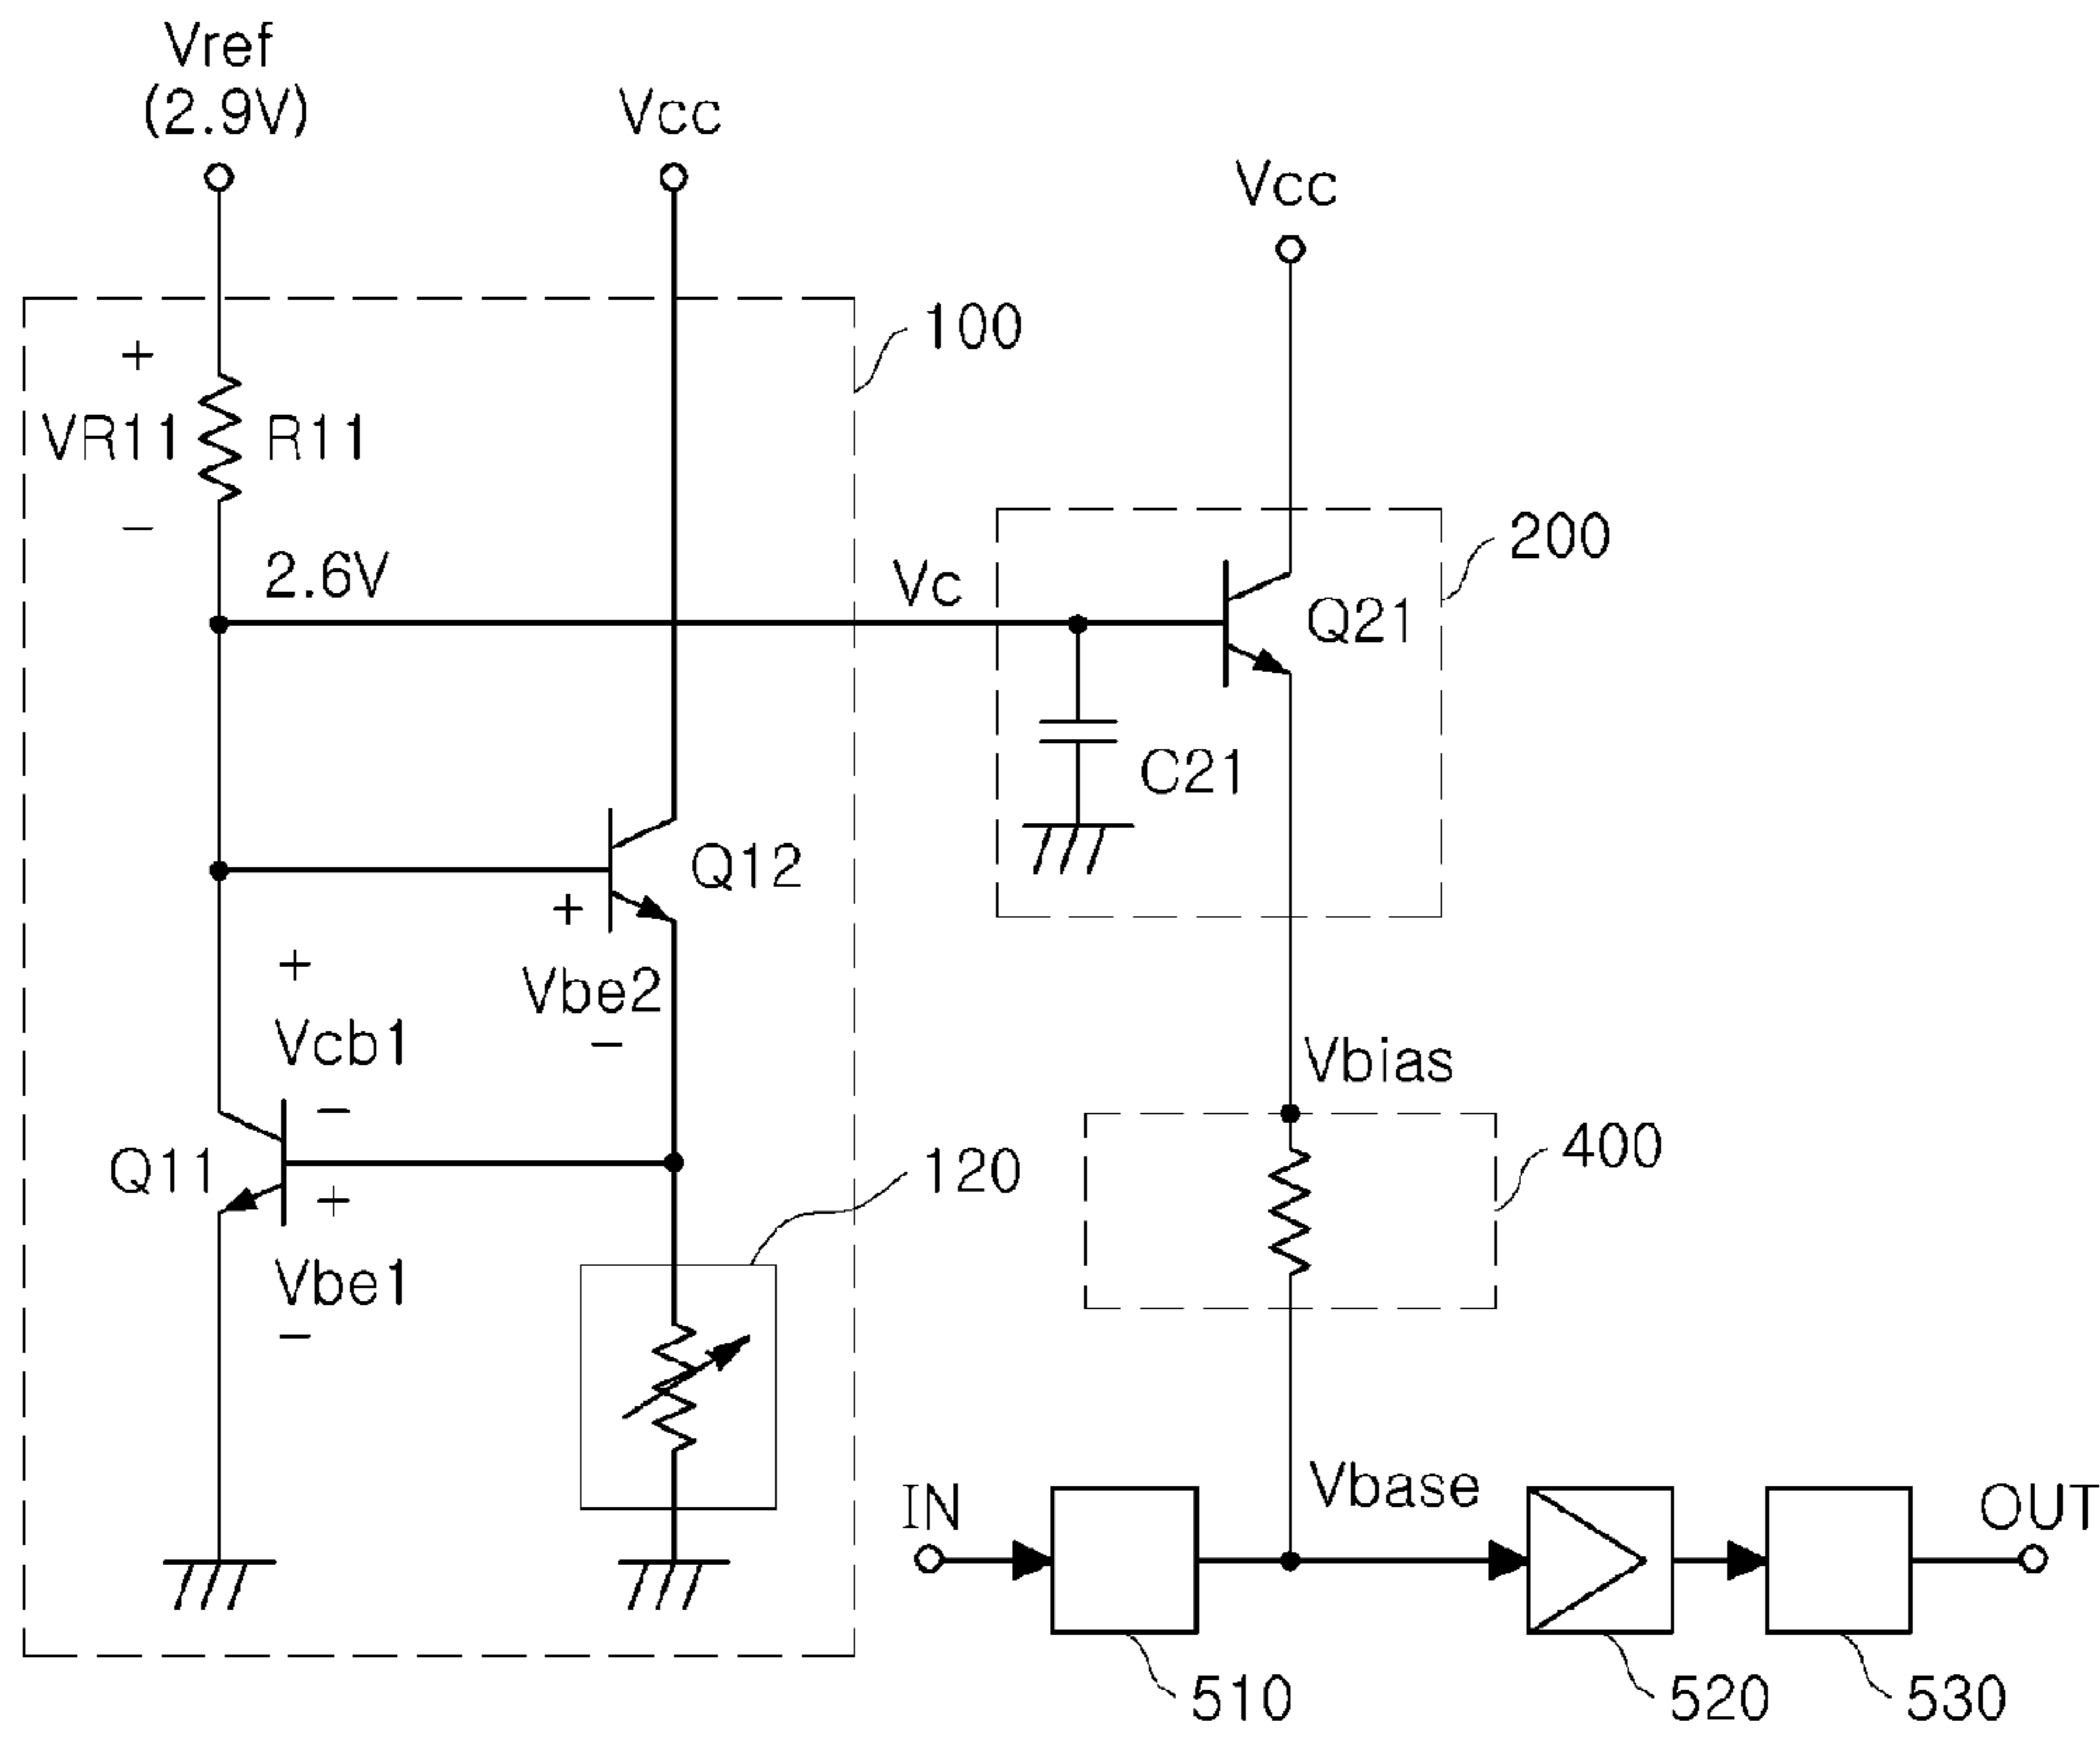 Vref
(2.9V)
Vcc
Vcc
100
+
VR11
R11
−
2.6V
Vc
200
Q21
C21
Q12
+
Vbe2
−
+
Vcb1
−
Q11
+
Vbe1
−
120
Vbias
400
IN
Vbase
OUT
510
520
530